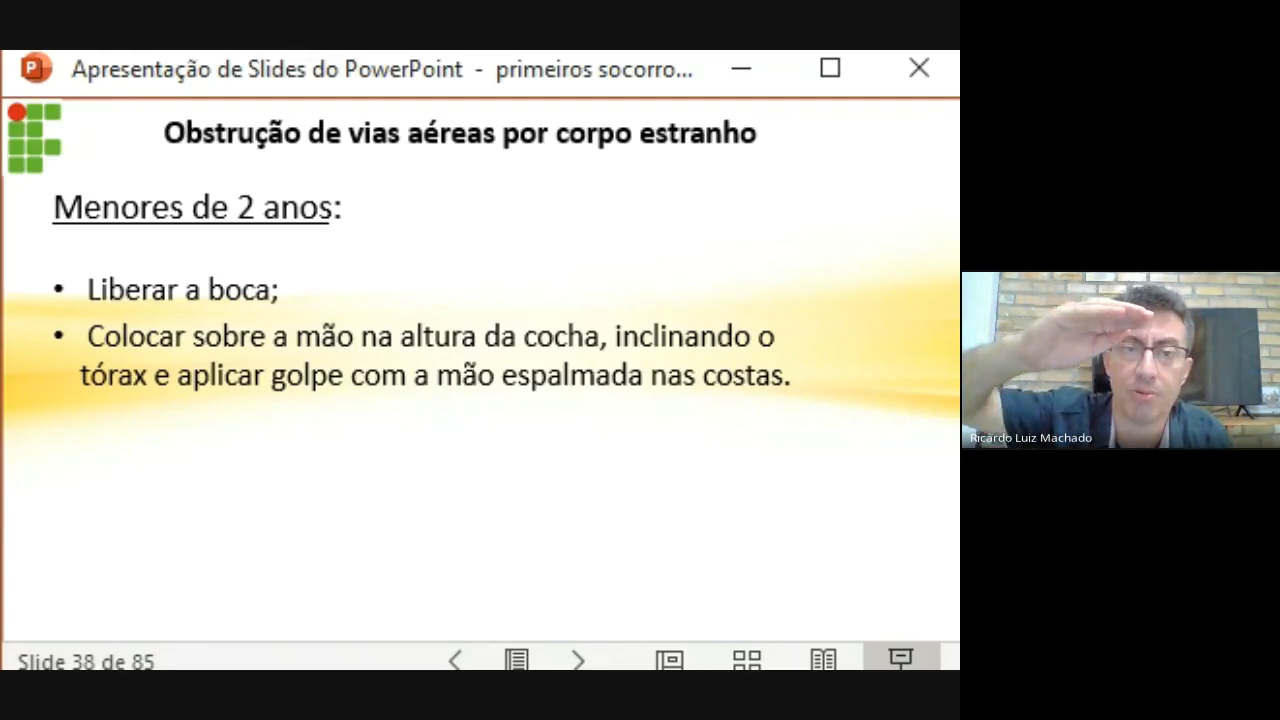 Apresentação de Slides do PowerPoint - primeiros socorro...
Obstrução de vias aéreas por corpo estranho
Menores de 2 anos:
• Liberar a boca;
• Colocar sobre a mão na altura da cocha, inclinando o
tórax e aplicar golpe com a mão espalmada nas costas.
Ricardo Luiz Machado
Slide 38 de 85